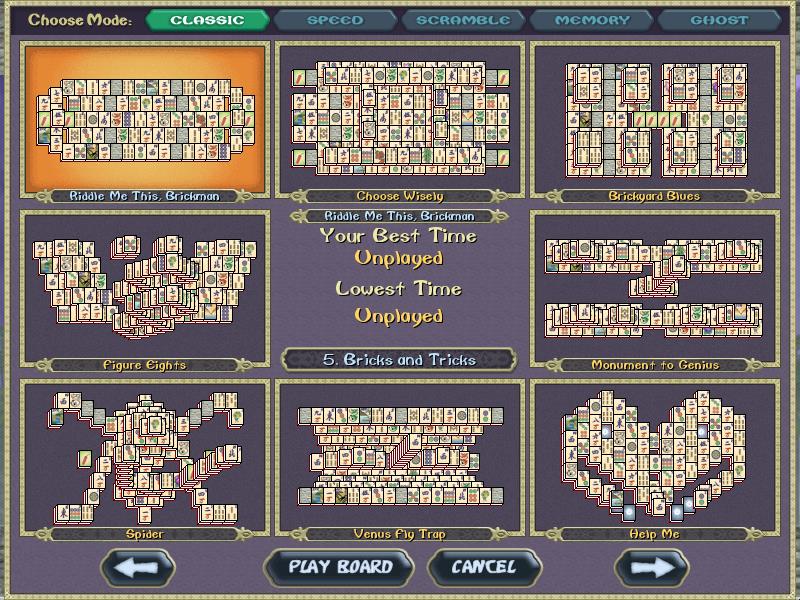 Choose Mode:
CLASSIC
SPEED
SCRAMBLE
MEMORY
GHOST
Riddle Me This, Brickman
Choose Wisely
Brickyard Blues
Riddle Me This, Brickman
Your Best Time
Unplayed
Lowest Time
Unplayed
5. Bricks and Tricks
Figure Eights
Monument to Genius
Spider
Venus Fly Trap
Help Me
PLAY BOARD
CANCEL